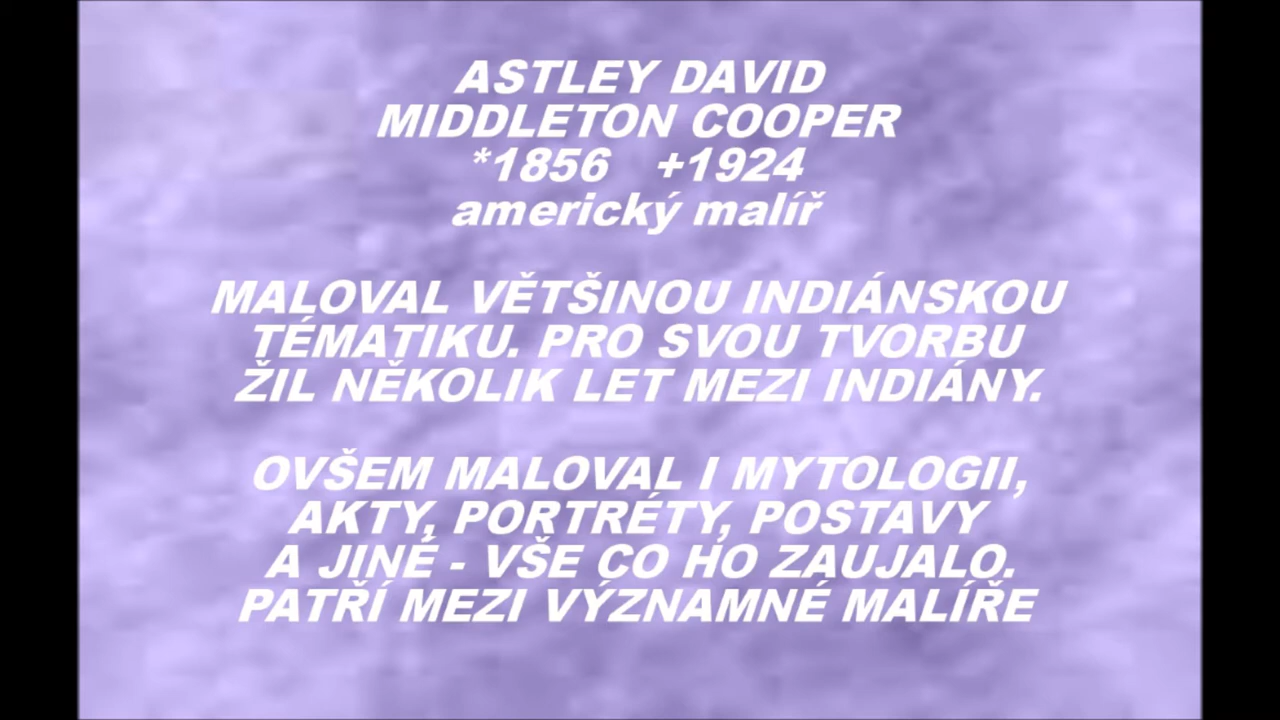 ASTLEY DAVID
MIDDLETON COOPER
*1856 +1924
americký malíř
MALOVAL VĚTŠINOU INDIÁNSKOU
TÉMATIKU. PRO SVOU TVORBU
ŽIL NĚKOLIK LET MEZI INDIÁNY.
OVŠEM MALOVAL I MYTOLOGII,
AKTY, PORTRÉTY, POSTAVY
A JINÉ - VŠE CO HO ZAUJALO.
PATŘÍ MEZI VÝZNAMNÉ MALÍŘE